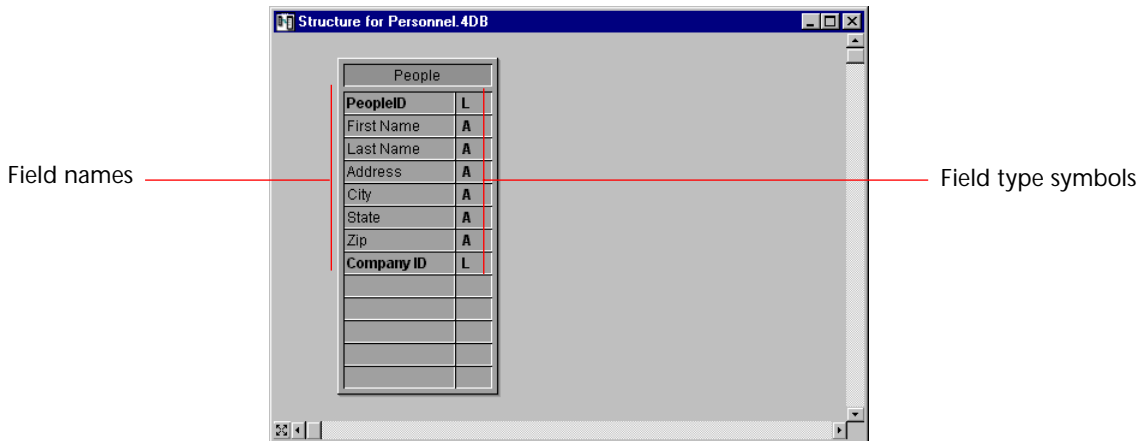 Structure for Personnel.4DB
People
PeopleID L
First Name A
Last Name A
Address A
City A
State A
Zip A
Company ID L
Field names
Field type symbols